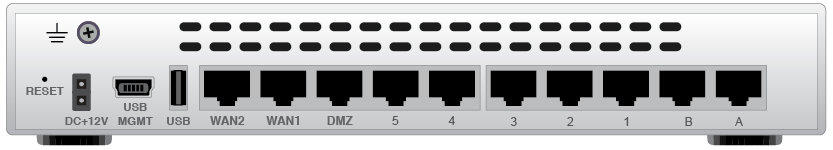 RESET
DC+12V
USB
MGMT
USB
WAN2
WAN1
DMZ
5
4
3
2
1
B
A